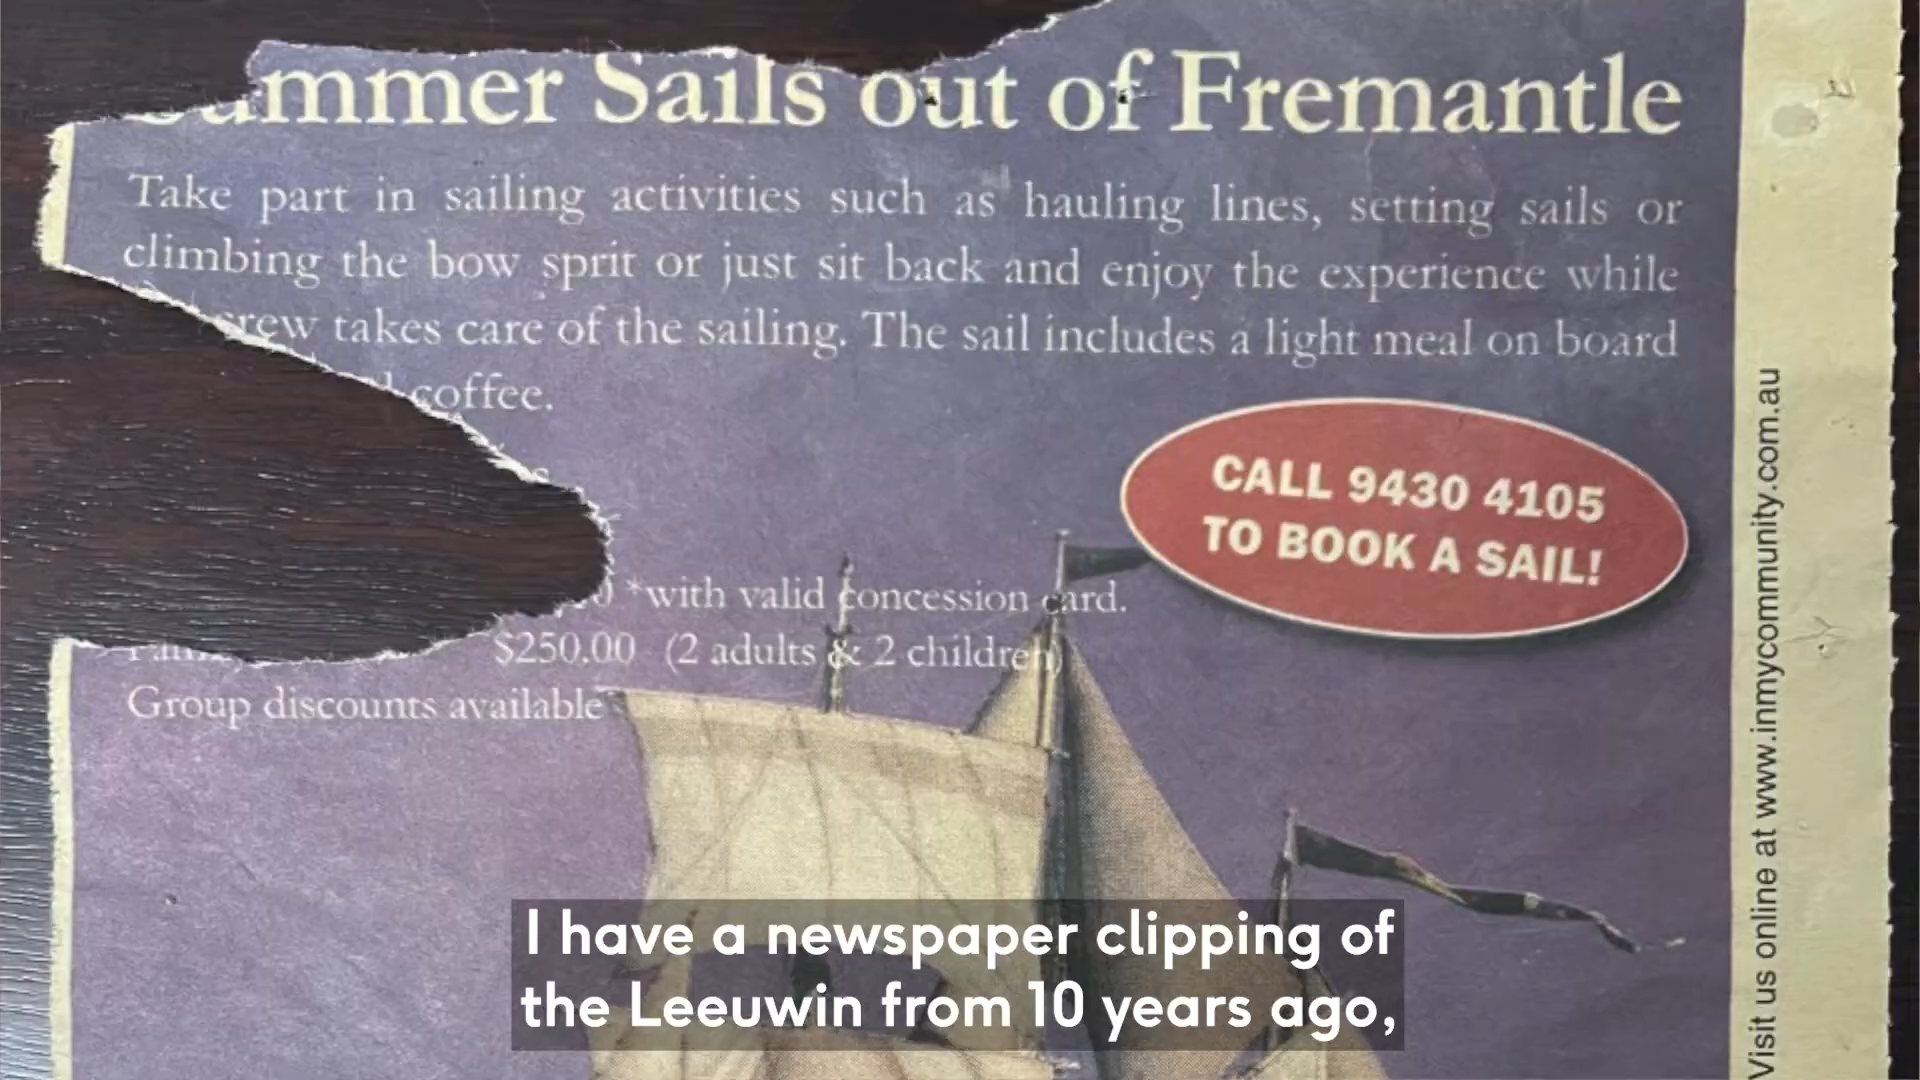 ummer Sails out of Fremantle
Take part in sailing activities such as hauling lines, setting sails or
climbing the bow sprit or just sit back and enjoy the experience while
crew takes care of the sailing. The sail includes a light meal on board
coffee.
CALL 9430 4105
TO BOOK A SAIL!
*with valid concession card.
$250.00 (2 adults & 2 children)
Group discounts available
Visit us online at www.inmycommunity.com.au
I have a newspaper clipping of
the Leeuwin from 10 years ago,